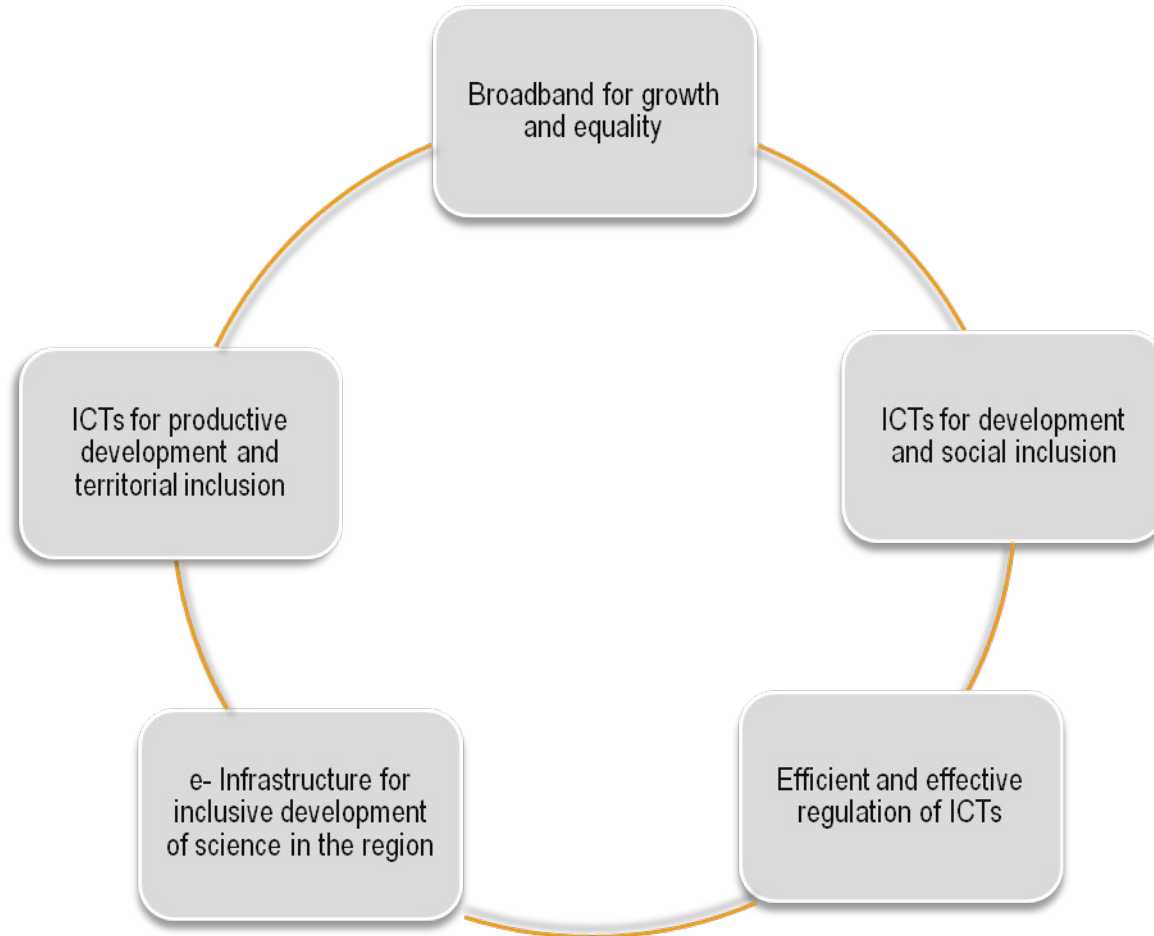 Broadband for growth
and equality
ICTs for productive
development and
territorial inclusion
ICTs for development
and social inclusion
e- Infrastructure for
inclusive development
of science in the region
Efficient and effective
regulation of ICTs